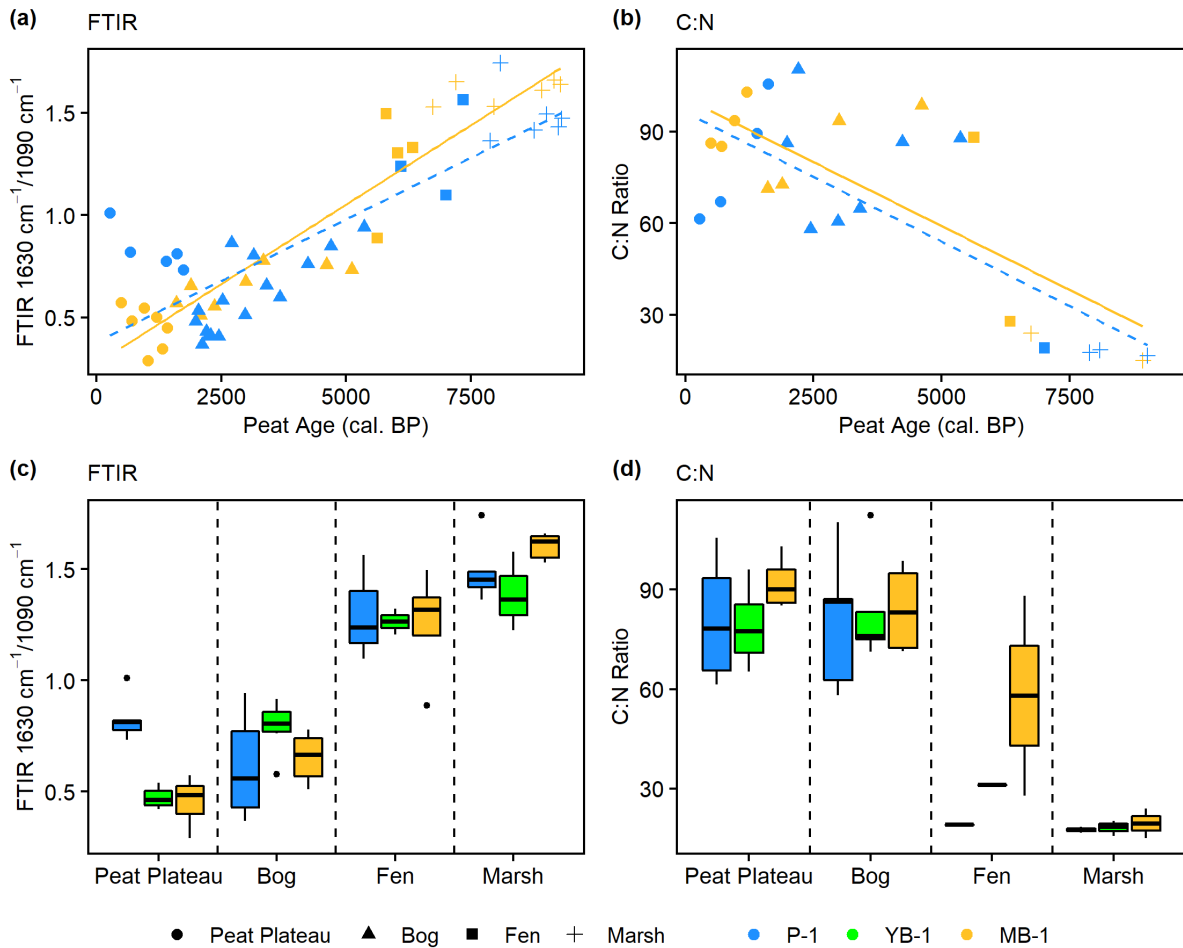 (a) FTIR
FTIR 1630 cm⁻¹/1090 cm⁻¹
1.5
1.0
0.5
0 2500 5000 7500
Peat Age (cal. BP)
(b) C:N
C:N Ratio
90
60
30
0 2500 5000 7500
Peat Age (cal. BP)
(c) FTIR
FTIR 1630 cm⁻¹/1090 cm⁻¹
1.5
1.0
0.5
Peat Plateau Bog Fen Marsh
(d) C:N
C:N Ratio
90
60
30
Peat Plateau Bog Fen Marsh
Peat Plateau Bog Fen Marsh P-1 YB-1 MB-1